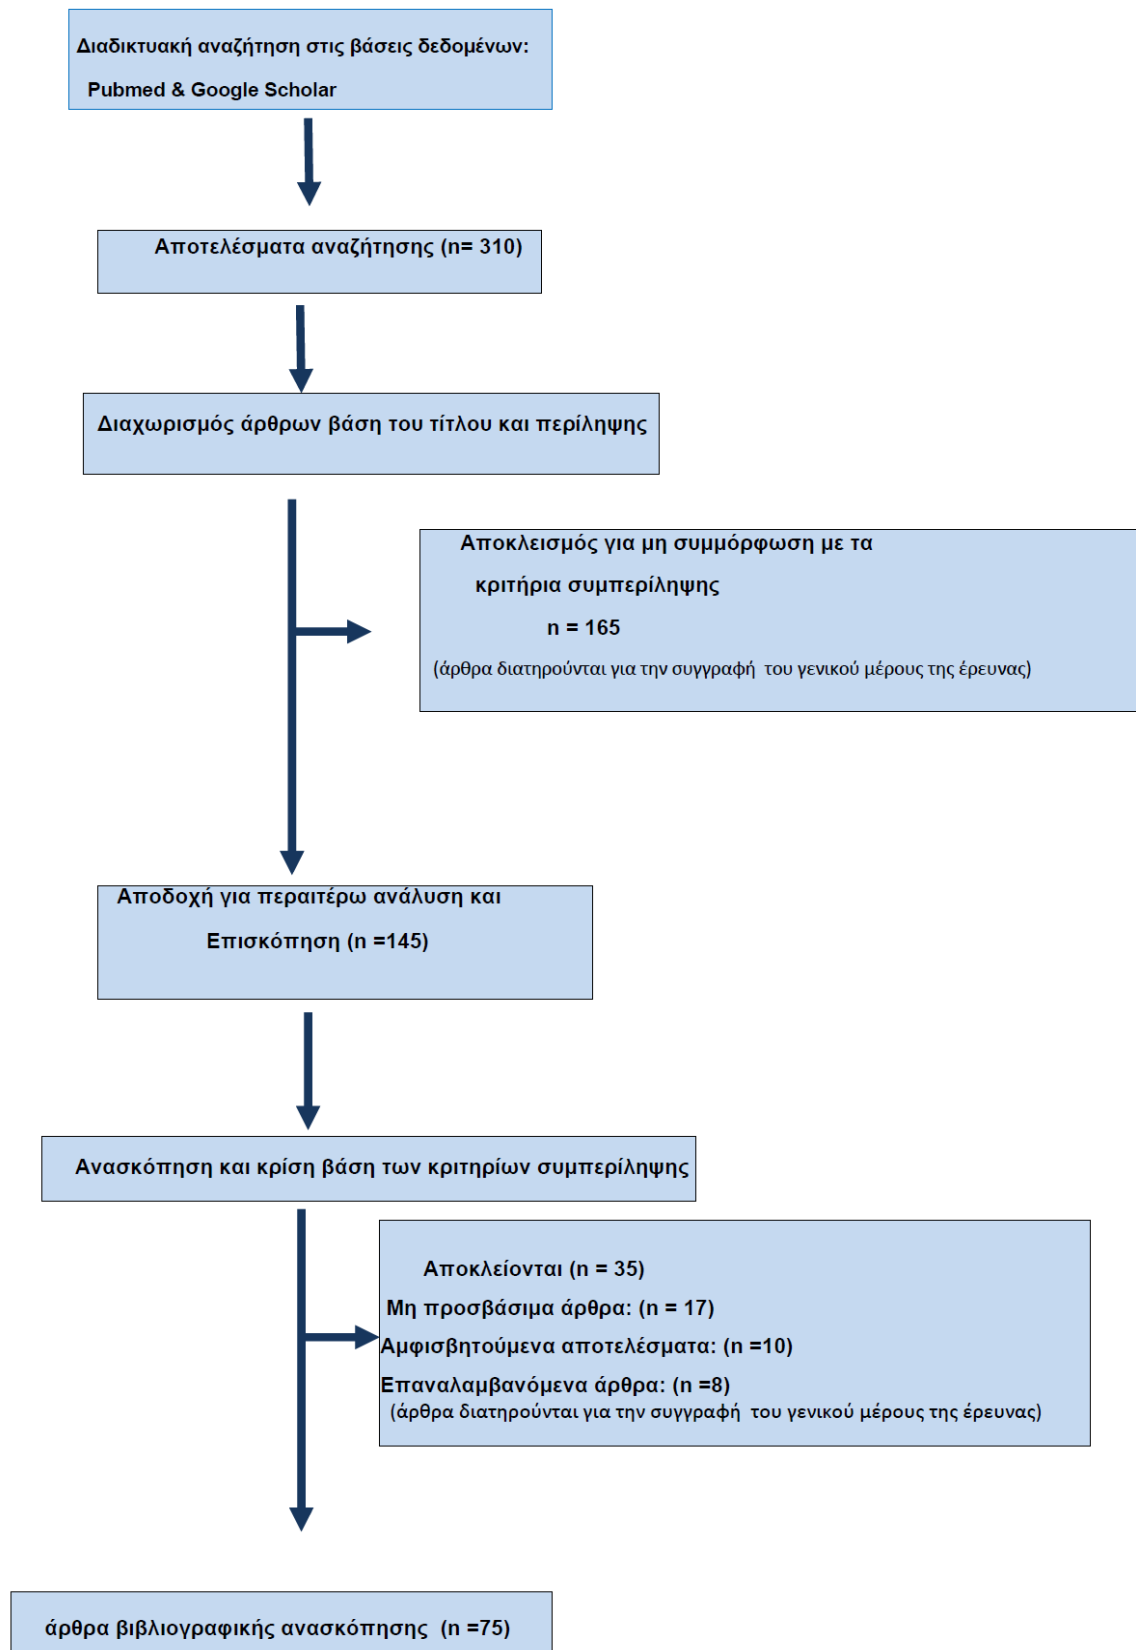 Διαδικτυακή αναζήτηση στις βάσεις δεδομένων:
Pubmed & Google Scholar
Αποτελέσματα αναζήτησης (n= 310)
Διαχωρισμός άρθρων βάση του τίτλου και περίληψης
Αποκλεισμός για μη συμμόρφωση με τα
κριτήρια συμπερίληψης
n = 165
(άρθρα διατηρούνται για την συγγραφή του γενικού μέρους της έρευνας)
Αποδοχή για περαιτέρω ανάλυση και
Επισκόπηση (n =145)
Ανασκόπηση και κρίση βάση των κριτηρίων συμπερίληψης
Αποκλείονται (n = 35)
Μη προσβάσιμα άρθρα: (n = 17)
Αμφισβητούμενα αποτελέσματα: (n =10)
Επαναλαμβανόμενα άρθρα: (n =8)
(άρθρα διατηρούνται για την συγγραφή του γενικού μέρους της έρευνας)
άρθρα βιβλιογραφικής ανασκόπησης (n =75)